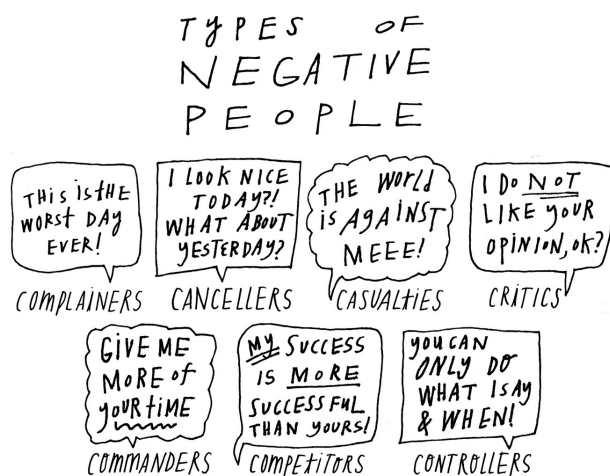 TYPES OF
NEGATIVE
PEOPLE
THIS is tHE
WORST DAY
EVER!
COMPLAINERS
I LOOK NICE
TODAY?!
WHAT ABOUT
YESTERDAY?
CANCELLERS
THE WORld
is AGAINST
MEEE!
CASUALTIES
I DO NOT
LIKE YOUR
OPINION, OK?!
CRITICS
GIVE ME
MORE of
YOUR tiME
COMMANDERS
MY SUCCESS
IS MORE
SUCCESSFUL
THAN YOURS!
COMPETITORS
YOU CAN
ONLY DO
WHAT I SAY
& WHEN!
CONTROLLERS